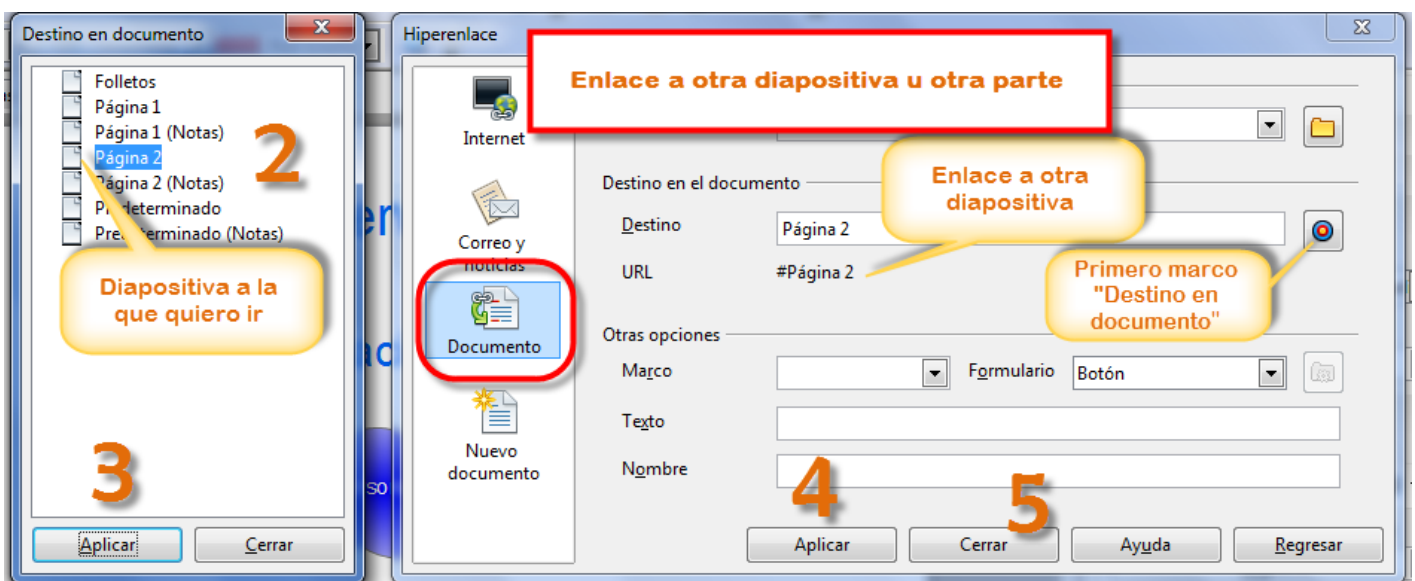 Destino en documento
Folletos
Página 1
Página 1 (Notas)
Página 2
Página 2 (Notas)
Predeterminado
Predeterminado (Notas)
2
Diapositiva a la
que quiero ir
3
Aplicar
Cerrar
Hiperenlace
Enlace a otra diapositiva u otra parte
Internet
Correo y
noticias
Documento
Nuevo
documento
Destino en el documento
Enlace a otra
diapositiva
Destino
Página 2
URL
#Página 2
Primero marco
"Destino en
documento"
Otras opciones
Marco
Formulario
Botón
Texto
Nombre
4
5
Aplicar
Cerrar
Ayuda
Regresar
so